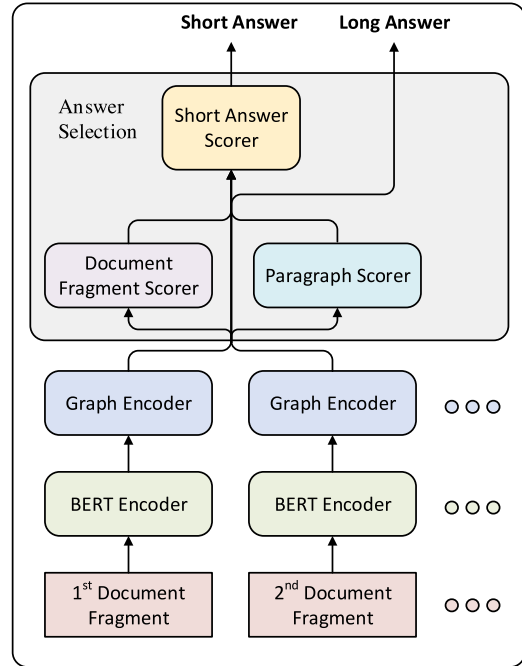 Short Answer
Long Answer
Answer
Selection
Short Answer
Scorer
Document
Fragment Scorer
Paragraph Scorer
Graph Encoder
Graph Encoder
BERT Encoder
BERT Encoder
1st Document
Fragment
2nd Document
Fragment